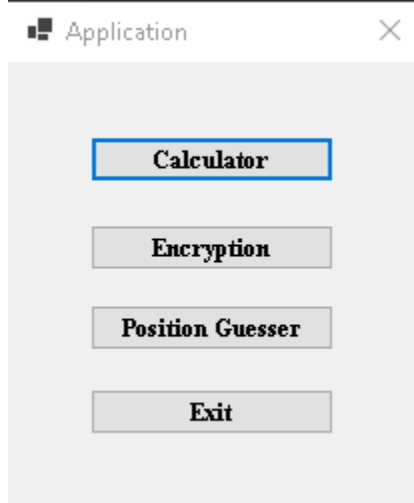 Application
Calculator
Encryption
Position Guesser
Exit